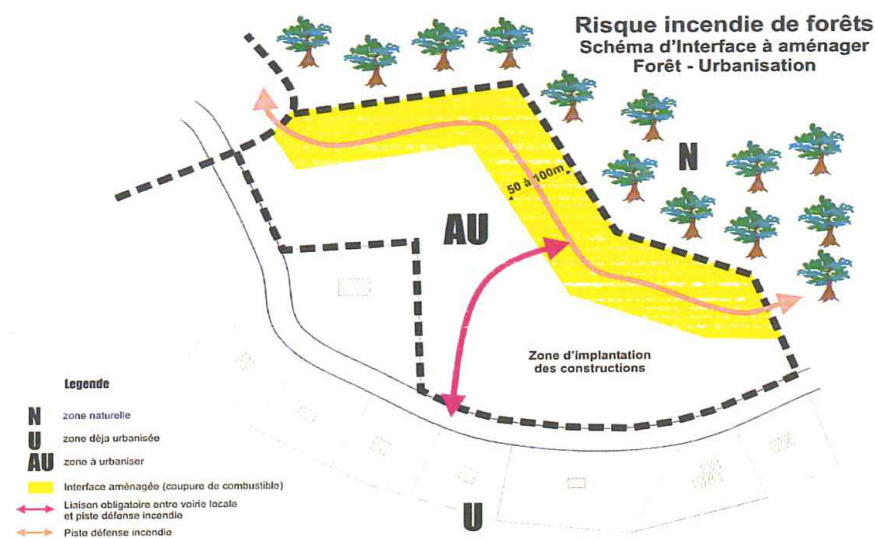 Risque incendie de forêts
Schéma d'Interface à aménager
Forêt - Urbanisation
N
50 à 100m
AU
Zone d'implantation
des constructions
Legende
N zone naturelle
U zone dèja urbanisée
AU zone à urbaniser
Interface aménagée (coupure de combustible)
Liaison obligatoire entre voirie locale
et piste défense incendie
Piste défense incendie
U